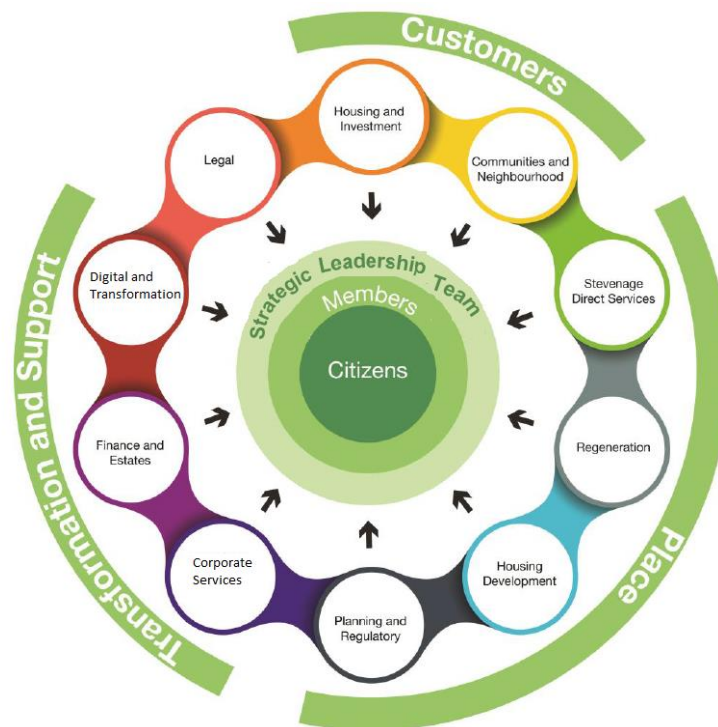 Customers
Housing and
Investment
Communities and
Neighbourhood
Legal
Stevenage
Direct Services
Digital and
Transformation
Strategic Leadership Team
Members
Citizens
Regeneration
Finance and
Estates
Housing
Development
Corporate
Services
Planning and
Regulatory
Place
Transformation and Support